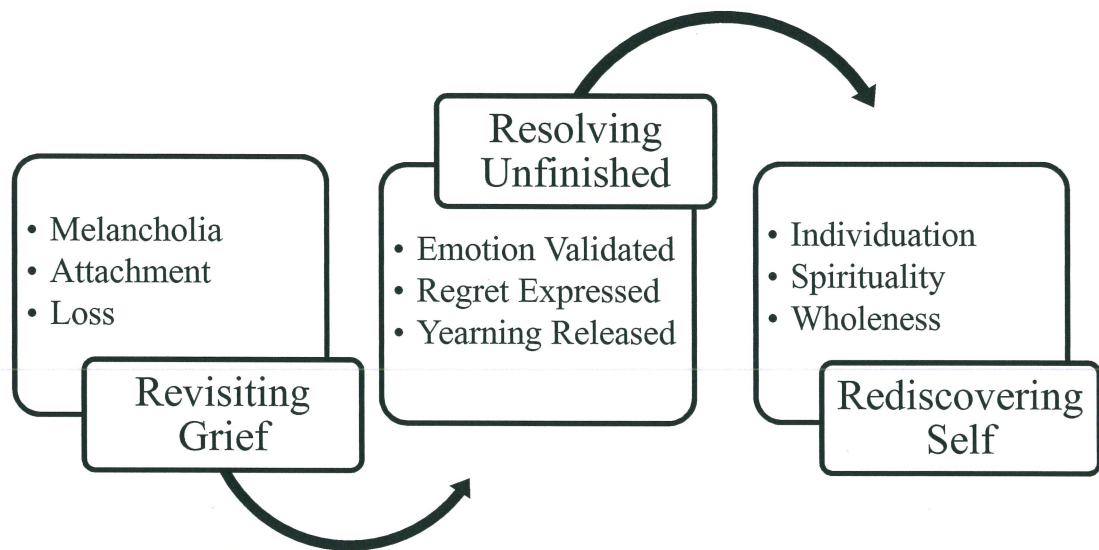 • Melancholia
• Attachment
• Loss
Revisiting
Grief
Resolving
Unfinished
• Emotion Validated
• Regret Expressed
• Yearning Released
• Individuation
• Spirituality
• Wholeness
Rediscovering
Self